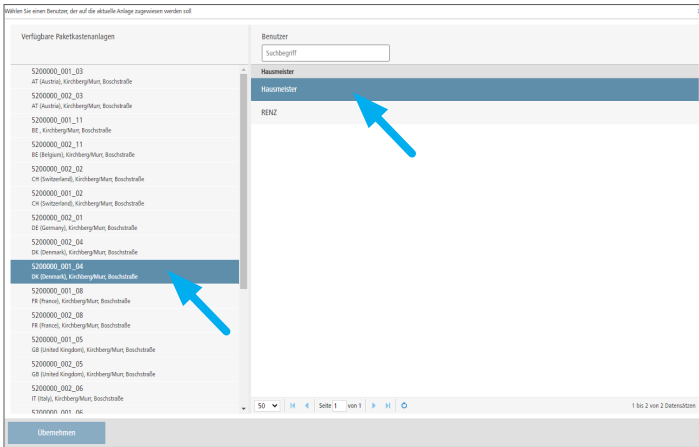 Wählen Sie einen Benutzer, der auf die aktuelle Anlage zugewiesen werden soll
Verfügbare Paketkastenanlagen
5200000_001_03
AT (Austria), Kirchberg/Murr, Boschstraße
5200000_002_03
AT (Austria), Kirchberg/Murr, Boschstraße
5200000_001_11
BE , Kirchberg/Murr, Boschstraße
5200000_002_11
BE (Belgium), Kirchberg/Murr, Boschstraße
5200000_002_02
CH (Switzerland), Kirchberg/Murr, Boschstraße
5200000_001_02
CH (Switzerland), Kirchberg/Murr, Boschstraße
5200000_002_01
DE (Germany), Kirchberg/Murr, Boschstraße
5200000_002_04
DK (Denmark), Kirchberg/Murr, Boschstraße
5200000_001_04
DK (Denmark), Kirchberg/Murr, Boschstraße
5200000_001_08
FR (France), Kirchberg/Murr, Boschstraße
5200000_002_08
FR (France), Kirchberg/Murr, Boschstraße
5200000_001_05
GB (United Kingdom), Kirchberg/Murr, Boschstraße
5200000_002_05
GB (United Kingdom), Kirchberg/Murr, Boschstraße
5200000_002_06
IT (Italy), Kirchberg/Murr, Boschstraße
5200000_001_06
Benutzer
Suchbegriff
Hausmeister
Hausmeister
RENZ
50 Seite 1 von 1 1 bis 2 von 2 Datensätzen
Übernehmen